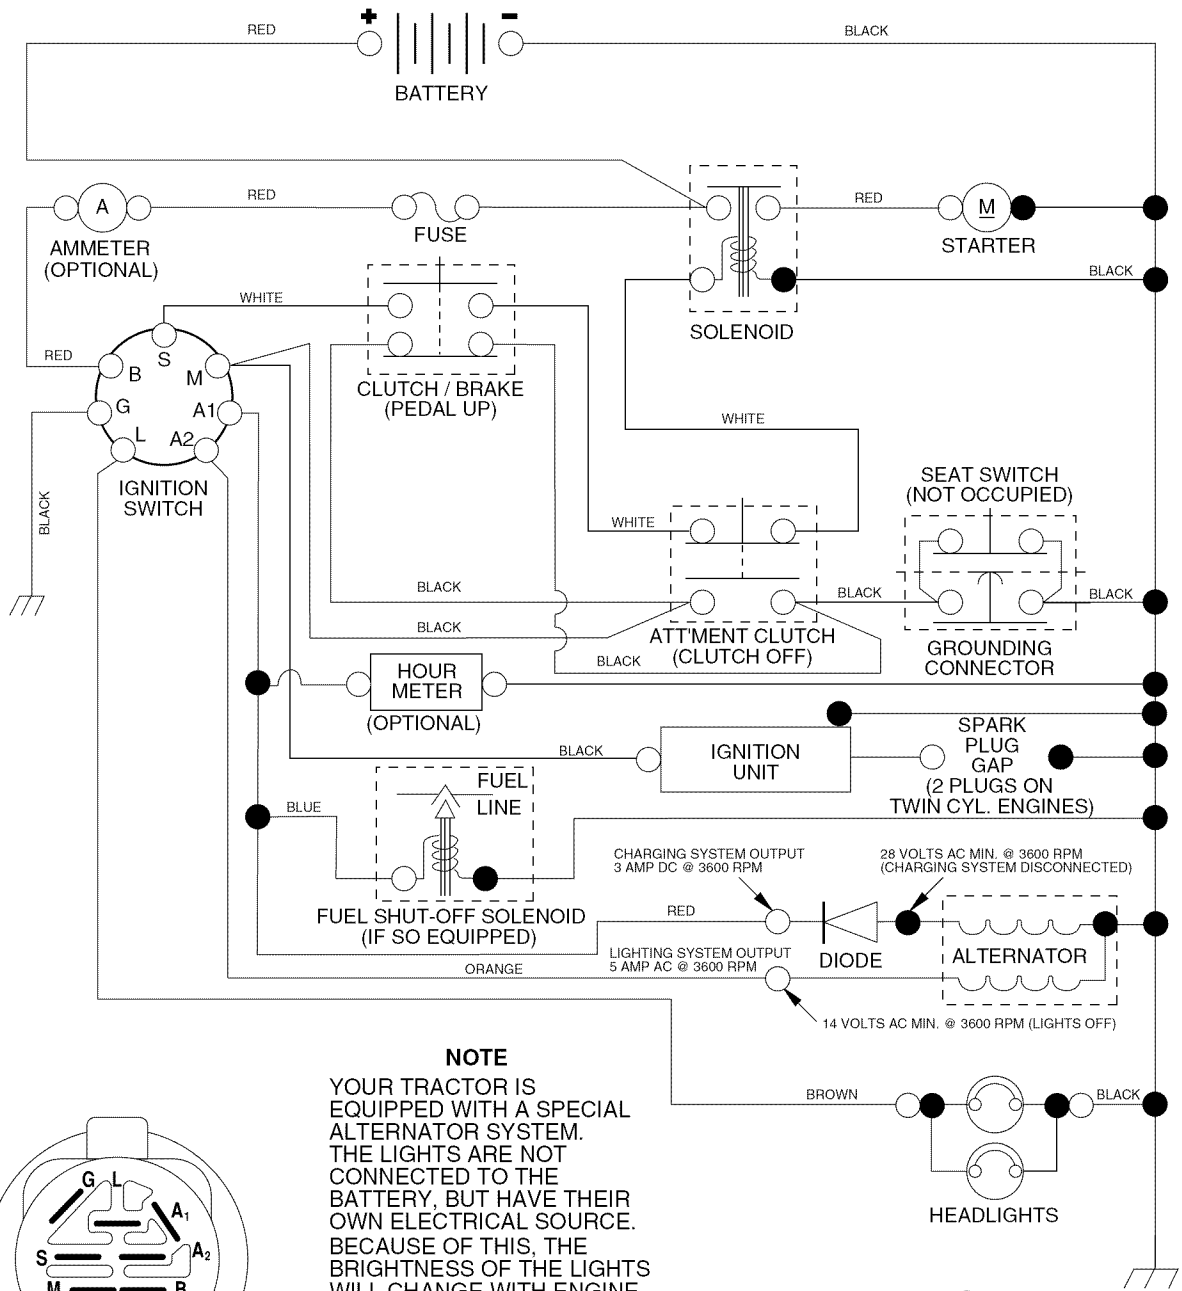 + −
RED
BLACK
BATTERY
RED
RED
A
M
FUSE
STARTER
AMMETER
(OPTIONAL)
BLACK
WHITE
SOLENOID
RED
S
B
M
CLUTCH / BRAKE
(PEDAL UP)
G
A1
WHITE
L
A2
SEAT SWITCH
(NOT OCCUPIED)
IGNITION
SWITCH
BLACK
WHITE
BLACK
BLACK
BLACK
BLACK
ATT'MENT CLUTCH
(CLUTCH OFF)
GROUNDING
CONNECTOR
BLACK
HOUR
METER
(OPTIONAL)
BLACK
IGNITION
UNIT
SPARK
PLUG
GAP
(2 PLUGS ON
TWIN CYL. ENGINES)
FUEL
LINE
BLUE
CHARGING SYSTEM OUTPUT
3 AMP DC @ 3600 RPM
28 VOLTS AC MIN. @ 3600 RPM
(CHARGING SYSTEM DISCONNECTED)
FUEL SHUT-OFF SOLENOID
(IF SO EQUIPPED)
RED
LIGHTING SYSTEM OUTPUT
5 AMP AC @ 3600 RPM
DIODE
ALTERNATOR
ORANGE
14 VOLTS AC MIN. @ 3600 RPM (LIGHTS OFF)
NOTE
YOUR TRACTOR IS
EQUIPPED WITH A SPECIAL
ALTERNATOR SYSTEM.
THE LIGHTS ARE NOT
CONNECTED TO THE
BATTERY, BUT HAVE THEIR
OWN ELECTRICAL SOURCE.
BECAUSE OF THIS, THE
BRIGHTNESS OF THE LIGHTS
WILL CHANGE WITH ENGINE
BROWN
BLACK
HEADLIGHTS
G L
A1
S
A2
M
B